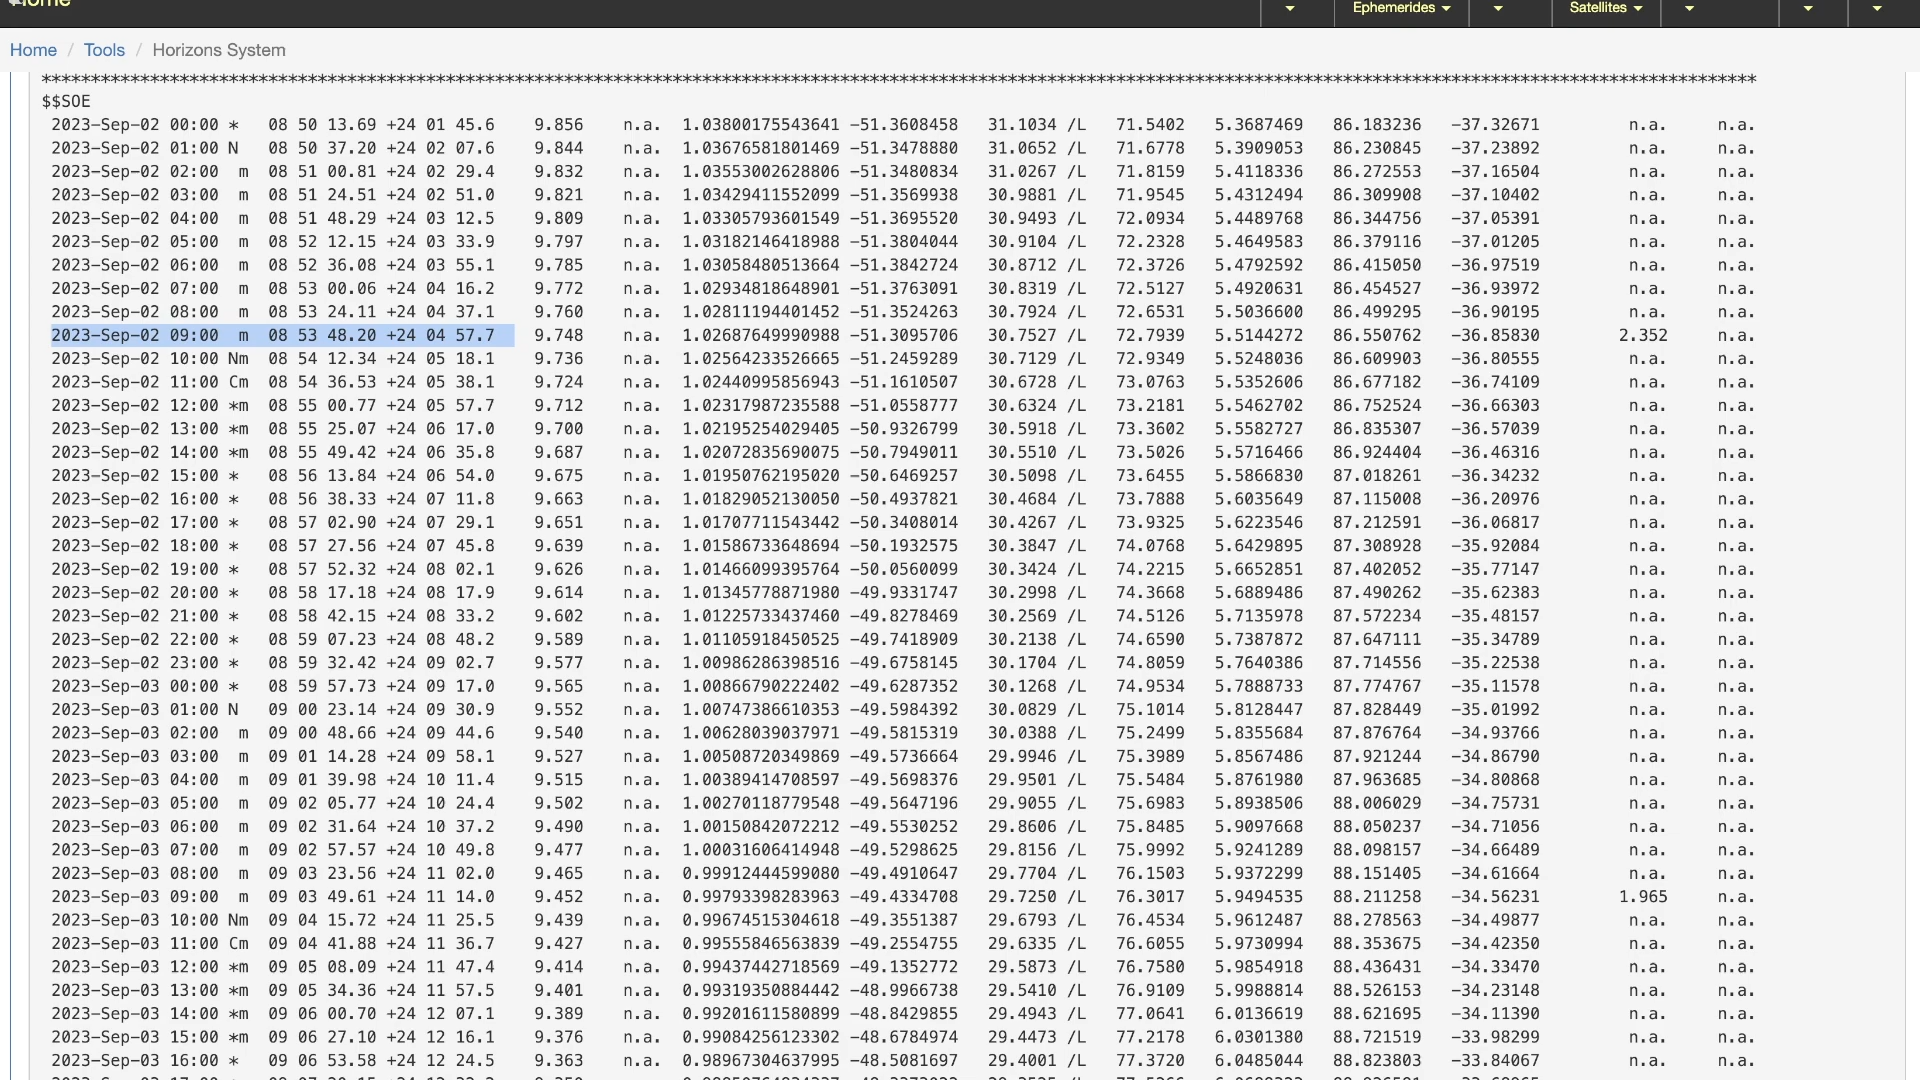 Home
Ephemerides Satellites
Home / Tools / Horizons System
*****************************************************************************************************************************************************************************
$$SOE
2023-Sep-02 00:00 * 08 50 13.69 +24 01 45.6 9.856 n.a. 1.03800175543641 -51.3608458 31.1034 /L 71.5402 5.3687469 86.183236 -37.32671 n.a. n.a.
2023-Sep-02 01:00 N 08 50 37.20 +24 02 07.6 9.844 n.a. 1.03676581801469 -51.3478880 31.0652 /L 71.6778 5.3909053 86.230845 -37.23892 n.a. n.a.
2023-Sep-02 02:00 m 08 51 00.81 +24 02 29.4 9.832 n.a. 1.03553002628806 -51.3480834 31.0267 /L 71.8159 5.4118336 86.272553 -37.16504 n.a. n.a.
2023-Sep-02 03:00 m 08 51 24.51 +24 02 51.0 9.821 n.a. 1.03429411552099 -51.3569938 30.9881 /L 71.9545 5.4312494 86.309908 -37.10402 n.a. n.a.
2023-Sep-02 04:00 m 08 51 48.29 +24 03 12.5 9.809 n.a. 1.03305793601549 -51.3695520 30.9493 /L 72.0934 5.4489768 86.344756 -37.05391 n.a. n.a.
2023-Sep-02 05:00 m 08 52 12.15 +24 03 33.9 9.797 n.a. 1.03182146418988 -51.3804044 30.9104 /L 72.2328 5.4649583 86.379116 -37.01205 n.a. n.a.
2023-Sep-02 06:00 m 08 52 36.08 +24 03 55.1 9.785 n.a. 1.03058480513664 -51.3842724 30.8712 /L 72.3726 5.4792592 86.415050 -36.97519 n.a. n.a.
2023-Sep-02 07:00 m 08 53 00.06 +24 04 16.2 9.772 n.a. 1.02934818648901 -51.3763091 30.8319 /L 72.5127 5.4920631 86.454527 -36.93972 n.a. n.a.
2023-Sep-02 08:00 m 08 53 24.11 +24 04 37.1 9.760 n.a. 1.02811194401452 -51.3524263 30.7924 /L 72.6531 5.5036600 86.499295 -36.90195 n.a. n.a.
2023-Sep-02 09:00 m 08 53 48.20 +24 04 57.7 9.748 n.a. 1.02687649990988 -51.3095706 30.7527 /L 72.7939 5.5144272 86.550762 -36.85830 2.352 n.a.
2023-Sep-02 10:00 Nm 08 54 12.34 +24 05 18.1 9.736 n.a. 1.02564233526665 -51.2459289 30.7129 /L 72.9349 5.5248036 86.609903 -36.80555 n.a. n.a.
2023-Sep-02 11:00 Cm 08 54 36.53 +24 05 38.1 9.724 n.a. 1.02440995856943 -51.1610507 30.6728 /L 73.0763 5.5352606 86.677182 -36.74109 n.a. n.a.
2023-Sep-02 12:00 *m 08 55 00.77 +24 05 57.7 9.712 n.a. 1.02317987235588 -51.0558777 30.6324 /L 73.2181 5.5462702 86.752524 -36.66303 n.a. n.a.
2023-Sep-02 13:00 *m 08 55 25.07 +24 06 17.0 9.700 n.a. 1.02195254029405 -50.9326799 30.5918 /L 73.3602 5.5582727 86.835307 -36.57039 n.a. n.a.
2023-Sep-02 14:00 *m 08 55 49.42 +24 06 35.8 9.687 n.a. 1.02072835690075 -50.7949011 30.5510 /L 73.5026 5.5716466 86.924404 -36.46316 n.a. n.a.
2023-Sep-02 15:00 * 08 56 13.84 +24 06 54.0 9.675 n.a. 1.01950762195020 -50.6469257 30.5098 /L 73.6455 5.5866830 87.018261 -36.34232 n.a. n.a.
2023-Sep-02 16:00 * 08 56 38.33 +24 07 11.8 9.663 n.a. 1.01829052130050 -50.4937821 30.4684 /L 73.7888 5.6035649 87.115008 -36.20976 n.a. n.a.
2023-Sep-02 17:00 * 08 57 02.90 +24 07 29.1 9.651 n.a. 1.01707711543442 -50.3408014 30.4267 /L 73.9325 5.6223546 87.212591 -36.06817 n.a. n.a.
2023-Sep-02 18:00 * 08 57 27.56 +24 07 45.8 9.639 n.a. 1.01586733648694 -50.1932575 30.3847 /L 74.0768 5.6429895 87.308928 -35.92084 n.a. n.a.
2023-Sep-02 19:00 * 08 57 52.32 +24 08 02.1 9.626 n.a. 1.01466099395764 -50.0560099 30.3424 /L 74.2215 5.6652851 87.402052 -35.77147 n.a. n.a.
2023-Sep-02 20:00 * 08 58 17.18 +24 08 17.9 9.614 n.a. 1.01345778871980 -49.9331747 30.2998 /L 74.3668 5.6889486 87.490262 -35.62383 n.a. n.a.
2023-Sep-02 21:00 * 08 58 42.15 +24 08 33.2 9.602 n.a. 1.01225733437460 -49.8278469 30.2569 /L 74.5126 5.7135978 87.572234 -35.48157 n.a. n.a.
2023-Sep-02 22:00 * 08 59 07.23 +24 08 48.2 9.589 n.a. 1.01105918450525 -49.7418909 30.2138 /L 74.6590 5.7387872 87.647111 -35.34789 n.a. n.a.
2023-Sep-02 23:00 * 08 59 32.42 +24 09 02.7 9.577 n.a. 1.00986286398516 -49.6758145 30.1704 /L 74.8059 5.7640386 87.714556 -35.22538 n.a. n.a.
2023-Sep-03 00:00 * 08 59 57.73 +24 09 17.0 9.565 n.a. 1.00866790222402 -49.6287352 30.1268 /L 74.9534 5.7888733 87.774767 -35.11578 n.a. n.a.
2023-Sep-03 01:00 N 09 00 23.14 +24 09 30.9 9.552 n.a. 1.00747386610353 -49.5984392 30.0829 /L 75.1014 5.8128447 87.828449 -35.01992 n.a. n.a.
2023-Sep-03 02:00 m 09 00 48.66 +24 09 44.6 9.540 n.a. 1.00628039037971 -49.5815319 30.0388 /L 75.2499 5.8355684 87.876764 -34.93766 n.a. n.a.
2023-Sep-03 03:00 m 09 01 14.28 +24 09 58.1 9.527 n.a. 1.00508720349869 -49.5736664 29.9946 /L 75.3989 5.8567486 87.921244 -34.86790 n.a. n.a.
2023-Sep-03 04:00 m 09 01 39.98 +24 10 11.4 9.515 n.a. 1.00389414708597 -49.5698376 29.9501 /L 75.5484 5.8761980 87.963685 -34.80868 n.a. n.a.
2023-Sep-03 05:00 m 09 02 05.77 +24 10 24.4 9.502 n.a. 1.00270118779548 -49.5647196 29.9055 /L 75.6983 5.8938506 88.006029 -34.75731 n.a. n.a.
2023-Sep-03 06:00 m 09 02 31.64 +24 10 37.2 9.490 n.a. 1.00150842072212 -49.5530252 29.8606 /L 75.8485 5.9097668 88.050237 -34.71056 n.a. n.a.
2023-Sep-03 07:00 m 09 02 57.57 +24 10 49.8 9.477 n.a. 1.00031606414948 -49.5298625 29.8156 /L 75.9992 5.9241289 88.098157 -34.66489 n.a. n.a.
2023-Sep-03 08:00 m 09 03 23.56 +24 11 02.0 9.465 n.a. 0.99912444599080 -49.4910647 29.7704 /L 76.1503 5.9372299 88.151405 -34.61664 n.a. n.a.
2023-Sep-03 09:00 m 09 03 49.61 +24 11 14.0 9.452 n.a. 0.99793398283963 -49.4334708 29.7250 /L 76.3017 5.9494535 88.211258 -34.56231 1.965 n.a.
2023-Sep-03 10:00 Nm 09 04 15.72 +24 11 25.5 9.439 n.a. 0.99674515304618 -49.3551387 29.6793 /L 76.4534 5.9612487 88.278563 -34.49877 n.a. n.a.
2023-Sep-03 11:00 Cm 09 04 41.88 +24 11 36.7 9.427 n.a. 0.99555846563839 -49.2554755 29.6335 /L 76.6055 5.9730994 88.353675 -34.42350 n.a. n.a.
2023-Sep-03 12:00 *m 09 05 08.09 +24 11 47.4 9.414 n.a. 0.99437442718569 -49.1352772 29.5873 /L 76.7580 5.9854918 88.436431 -34.33470 n.a. n.a.
2023-Sep-03 13:00 *m 09 05 34.36 +24 11 57.5 9.401 n.a. 0.99319350884442 -48.9966738 29.5410 /L 76.9109 5.9988814 88.526153 -34.23148 n.a. n.a.
2023-Sep-03 14:00 *m 09 06 00.70 +24 12 07.1 9.389 n.a. 0.99201611580899 -48.8429855 29.4943 /L 77.0641 6.0136619 88.621695 -34.11390 n.a. n.a.
2023-Sep-03 15:00 *m 09 06 27.10 +24 12 16.1 9.376 n.a. 0.99084256123302 -48.6784974 29.4473 /L 77.2178 6.0301380 88.721519 -33.98299 n.a. n.a.
2023-Sep-03 16:00 * 09 06 53.58 +24 12 24.5 9.363 n.a. 0.98967304637995 -48.5081697 29.4001 /L 77.3720 6.0485044 88.823803 -33.84067 n.a. n.a.